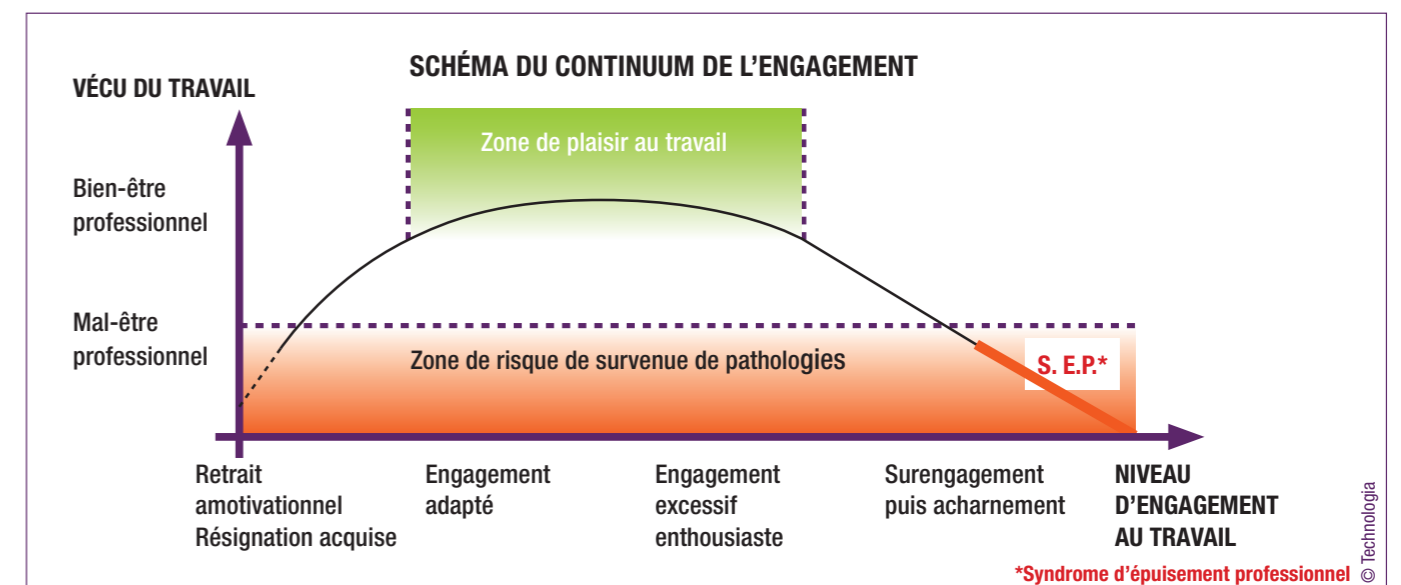 SCHÉMA DU CONTINUUM DE L'ENGAGEMENT
VÉCU DU TRAVAIL
Zone de plaisir au travail
Bien-être
professionnel
Mal-être
professionnel
Zone de risque de survenue de pathologies
S. E.P.*
Retrait
amotivationnel
Résignation acquise
Engagement
adapté
Engagement
excessif
enthousiaste
Surengagement
puis acharnement
NIVEAU
D'ENGAGEMENT
AU TRAVAIL
*Syndrome d'épuisement professionnel
© Technologia